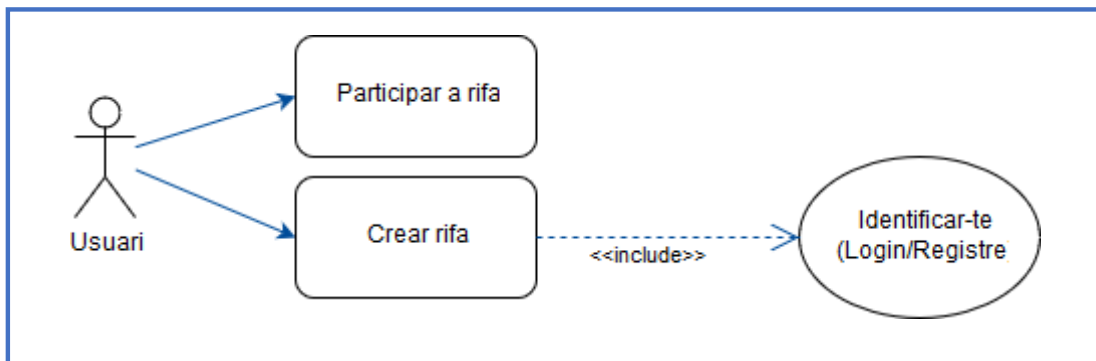 Participar a rifa
Usuari
Crear rifa
<<include>>
Identificar-te
(Login/Registre)